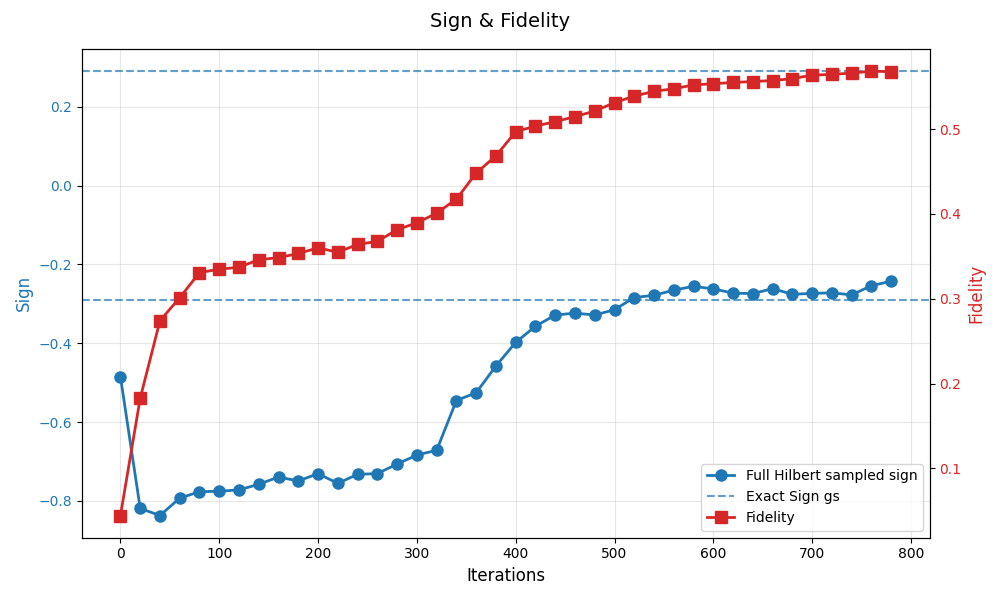 Sign & Fidelity
0.2
0.0
−0.2
−0.4
−0.6
−0.8
Sign
0.5
0.4
0.3
0.2
0.1
Fidelity
0 100 200 300 400 500 600 700 800
Iterations
Full Hilbert sampled sign
Exact Sign gs
Fidelity